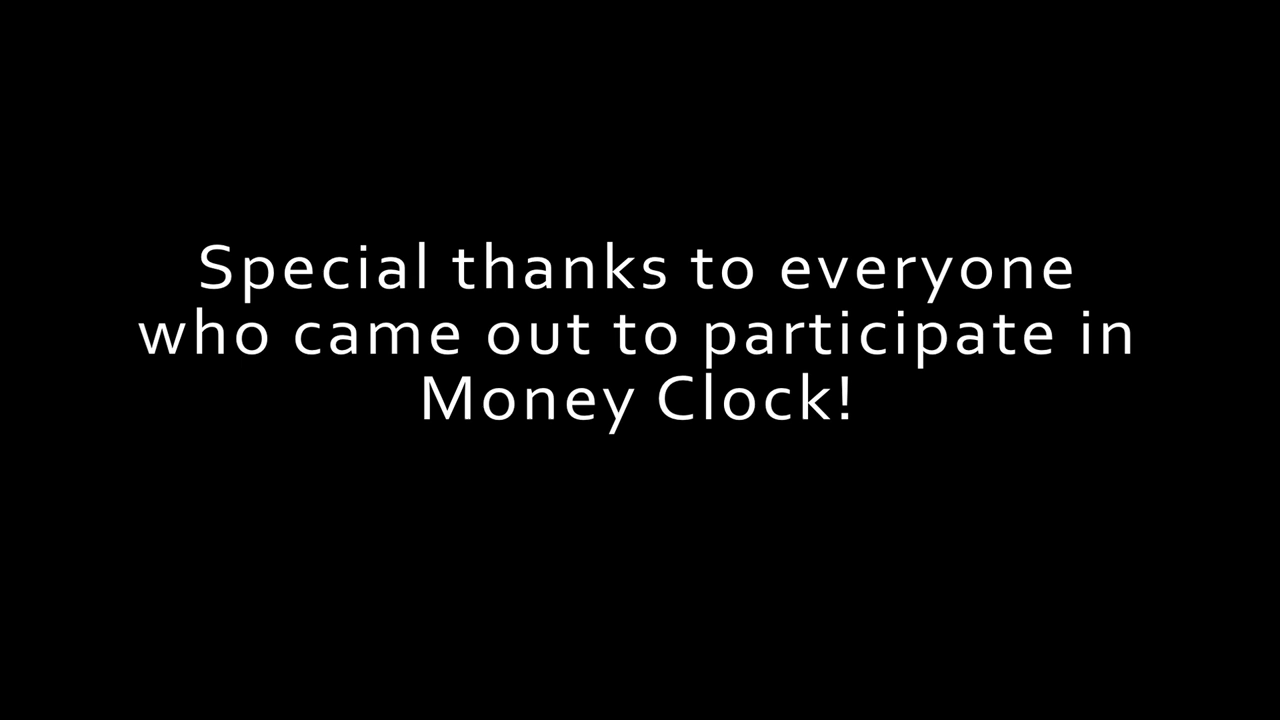 Special thanks to everyone
who came out to participate in
Money Clock!